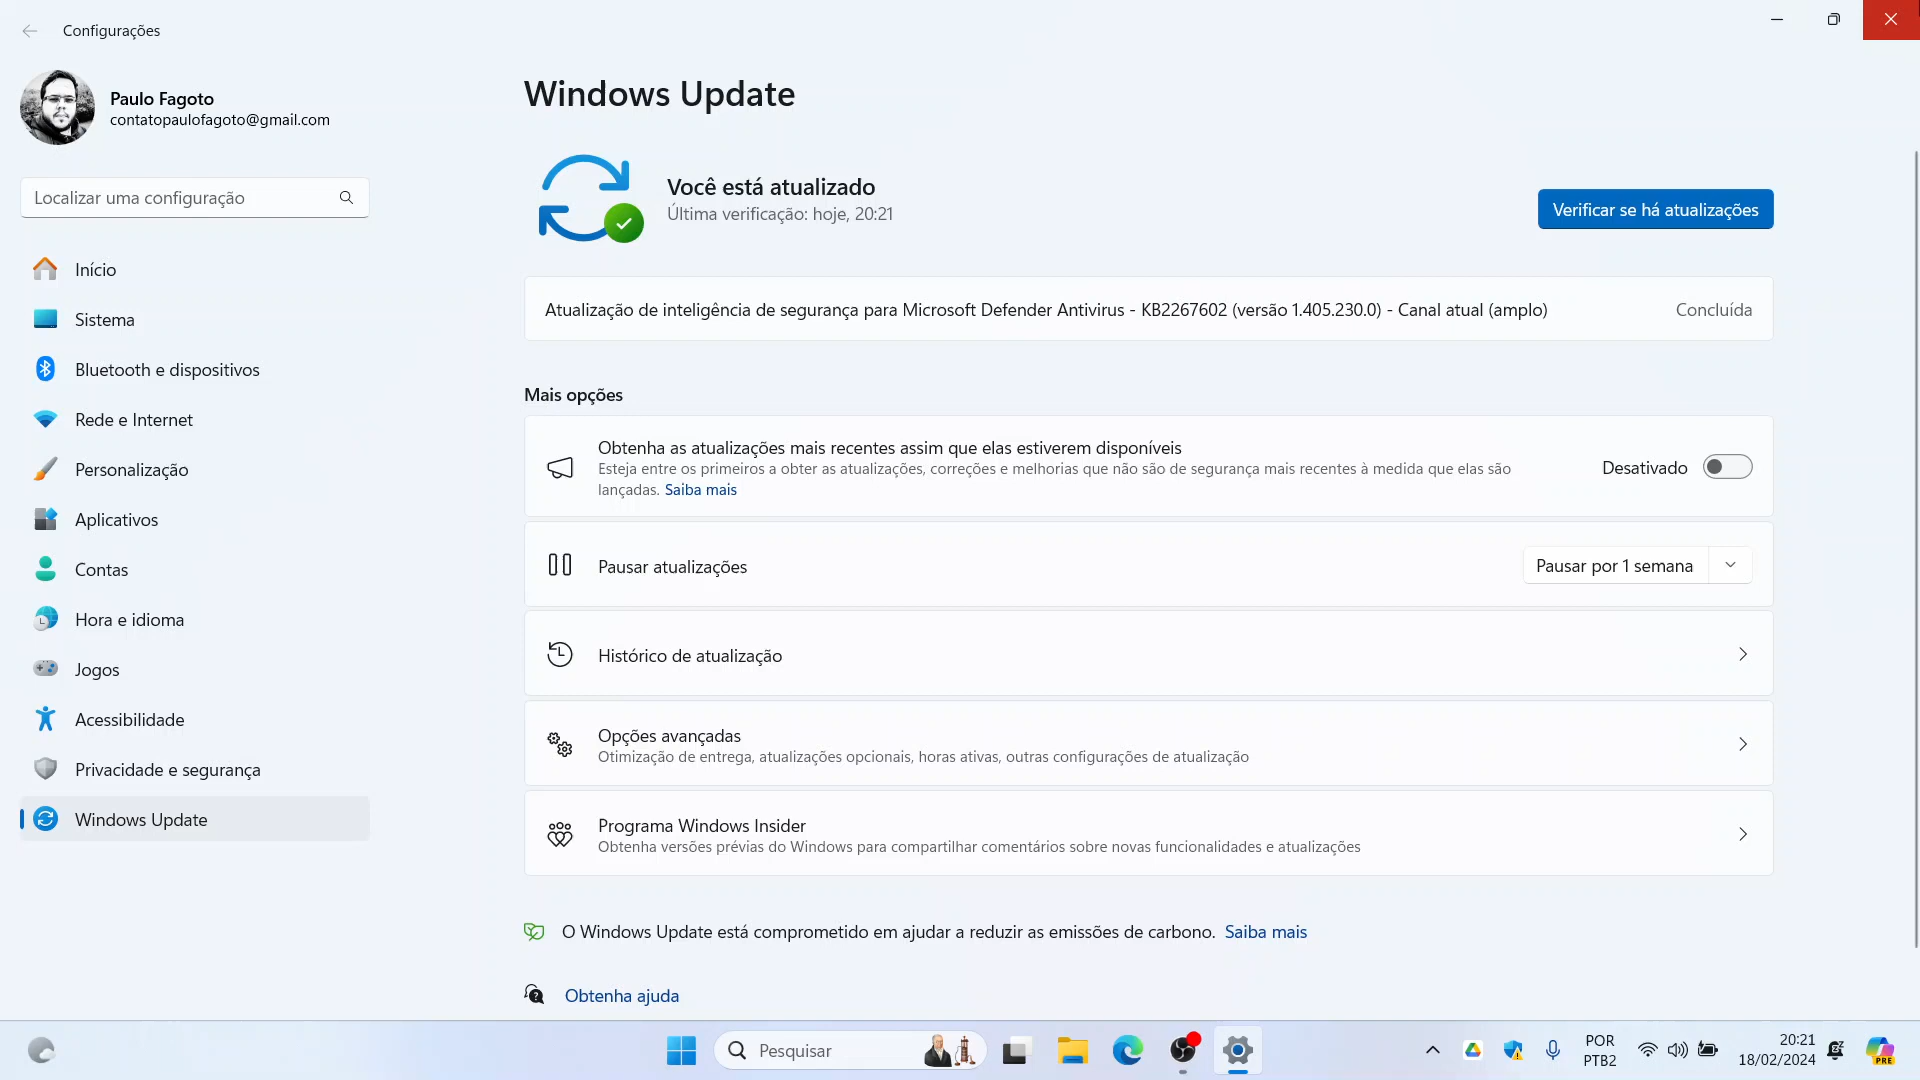 Configurações
Paulo Fagoto
contatopaulofagoto@gmail.com
Localizar uma configuração
Início
Sistema
Bluetooth e dispositivos
Rede e Internet
Personalização
Aplicativos
Contas
Hora e idioma
Jogos
Acessibilidade
Privacidade e segurança
Windows Update
Windows Update
Você está atualizado
Última verificação: hoje, 20:21
Verificar se há atualizações
Atualização de inteligência de segurança para Microsoft Defender Antivirus - KB2267602 (versão 1.405.230.0) - Canal atual (amplo)
Concluída
Mais opções
Obtenha as atualizações mais recentes assim que elas estiverem disponíveis
Esteja entre os primeiros a obter as atualizações, correções e melhorias que não são de segurança mais recentes à medida que elas são
lançadas. Saiba mais
Desativado
Pausar atualizações
Pausar por 1 semana
Histórico de atualização
Opções avançadas
Otimização de entrega, atualizações opcionais, horas ativas, outras configurações de atualização
Programa Windows Insider
Obtenha versões prévias do Windows para compartilhar comentários sobre novas funcionalidades e atualizações
O Windows Update está comprometido em ajudar a reduzir as emissões de carbono. Saiba mais
Obtenha ajuda
Pesquisar
POR
PTB2
20:21
18/02/2024
PRE